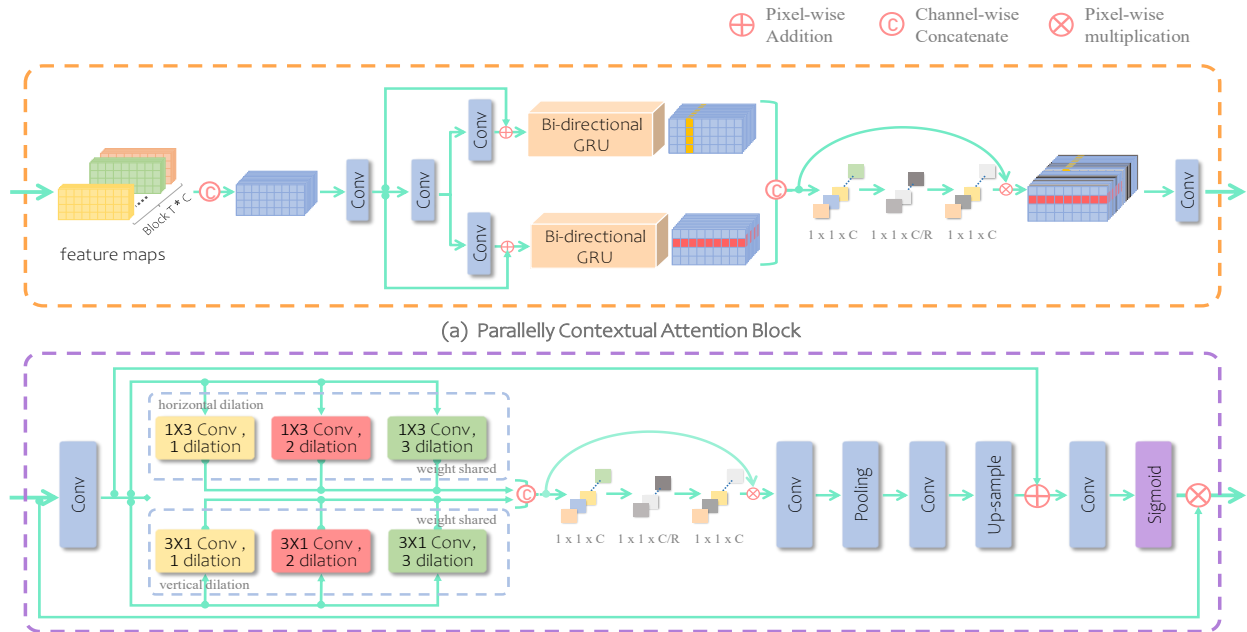 Pixel-wise
Addition
C
Channel-wise
Concatenate
Pixel-wise
multiplication
feature maps
Block T * C
C
Conv
Conv
Conv
Conv
Bi-directional
GRU
Bi-directional
GRU
C
1 x 1 x C
1 x 1 x C/R
1 x 1 x C
Conv
(a) Parallelly Contextual Attention Block
Conv
horizontal dilation
1X3 Conv ,
1 dilation
1X3 Conv ,
2 dilation
1X3 Conv ,
3 dilation
weight shared
weight shared
3X1 Conv ,
1 dilation
3X1 Conv ,
2 dilation
3X1 Conv ,
3 dilation
vertical dilation
C
1 x 1 x C
1 x 1 x C/R
1 x 1 x C
Conv
Pooling
Conv
Up-sample
Conv
Sigmoid